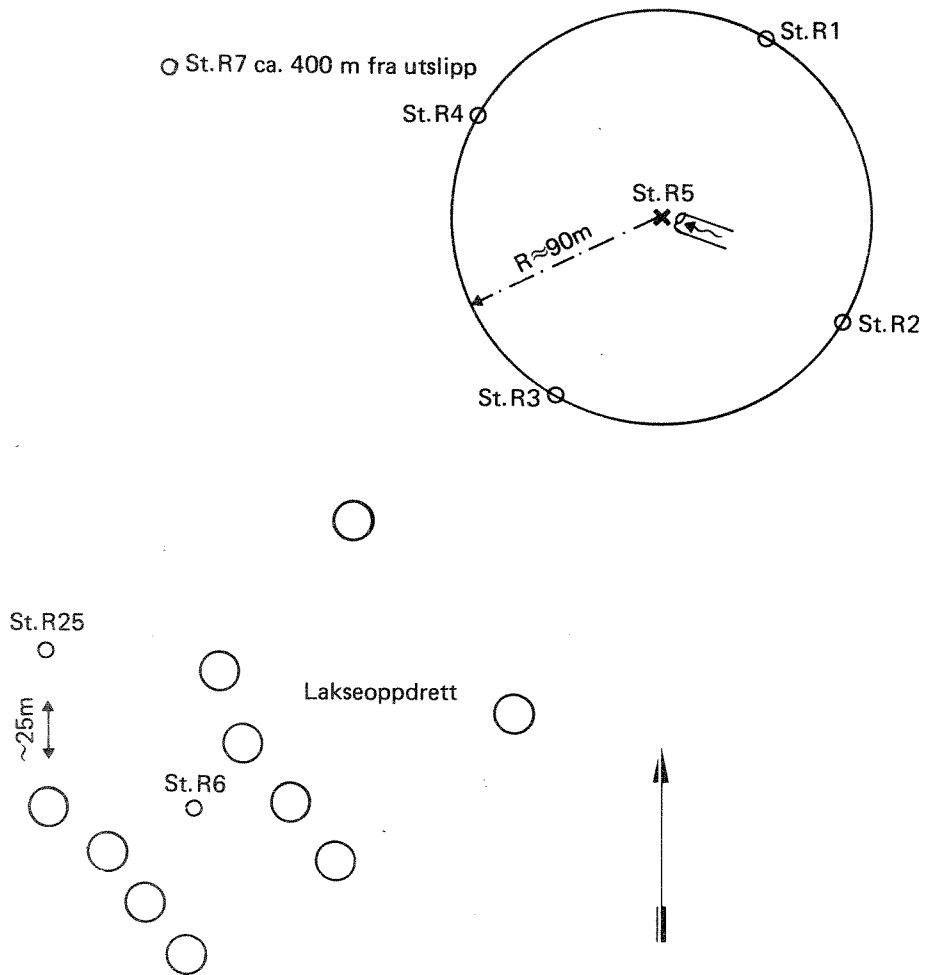 St.R1
St.R7 ca. 400 m fra utslipp
St.R4
St.R5
R≈90m
St.R2
St.R3
St.R25
Lakseoppdrett
~25m
St.R6